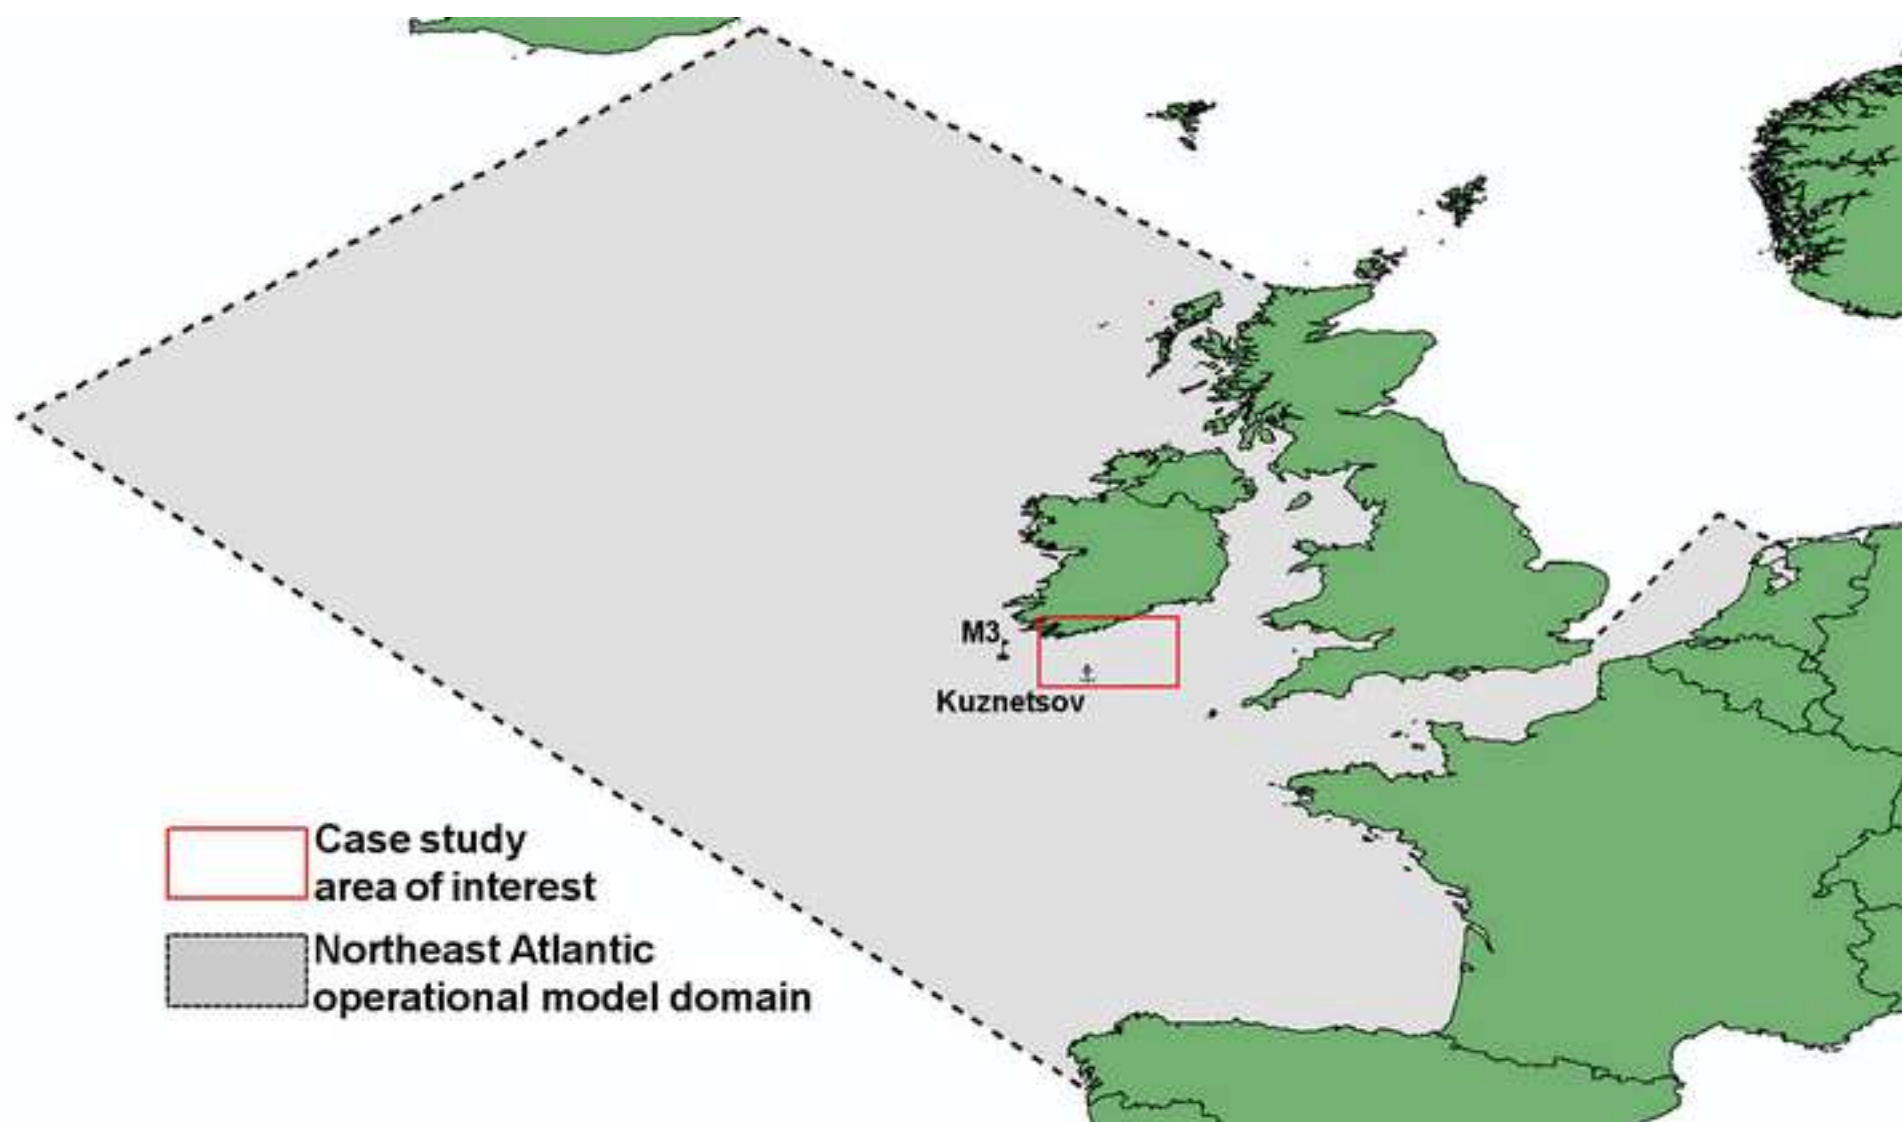 M3
Kuznetsov
Case study
area of interest
Northeast Atlantic
operational model domain